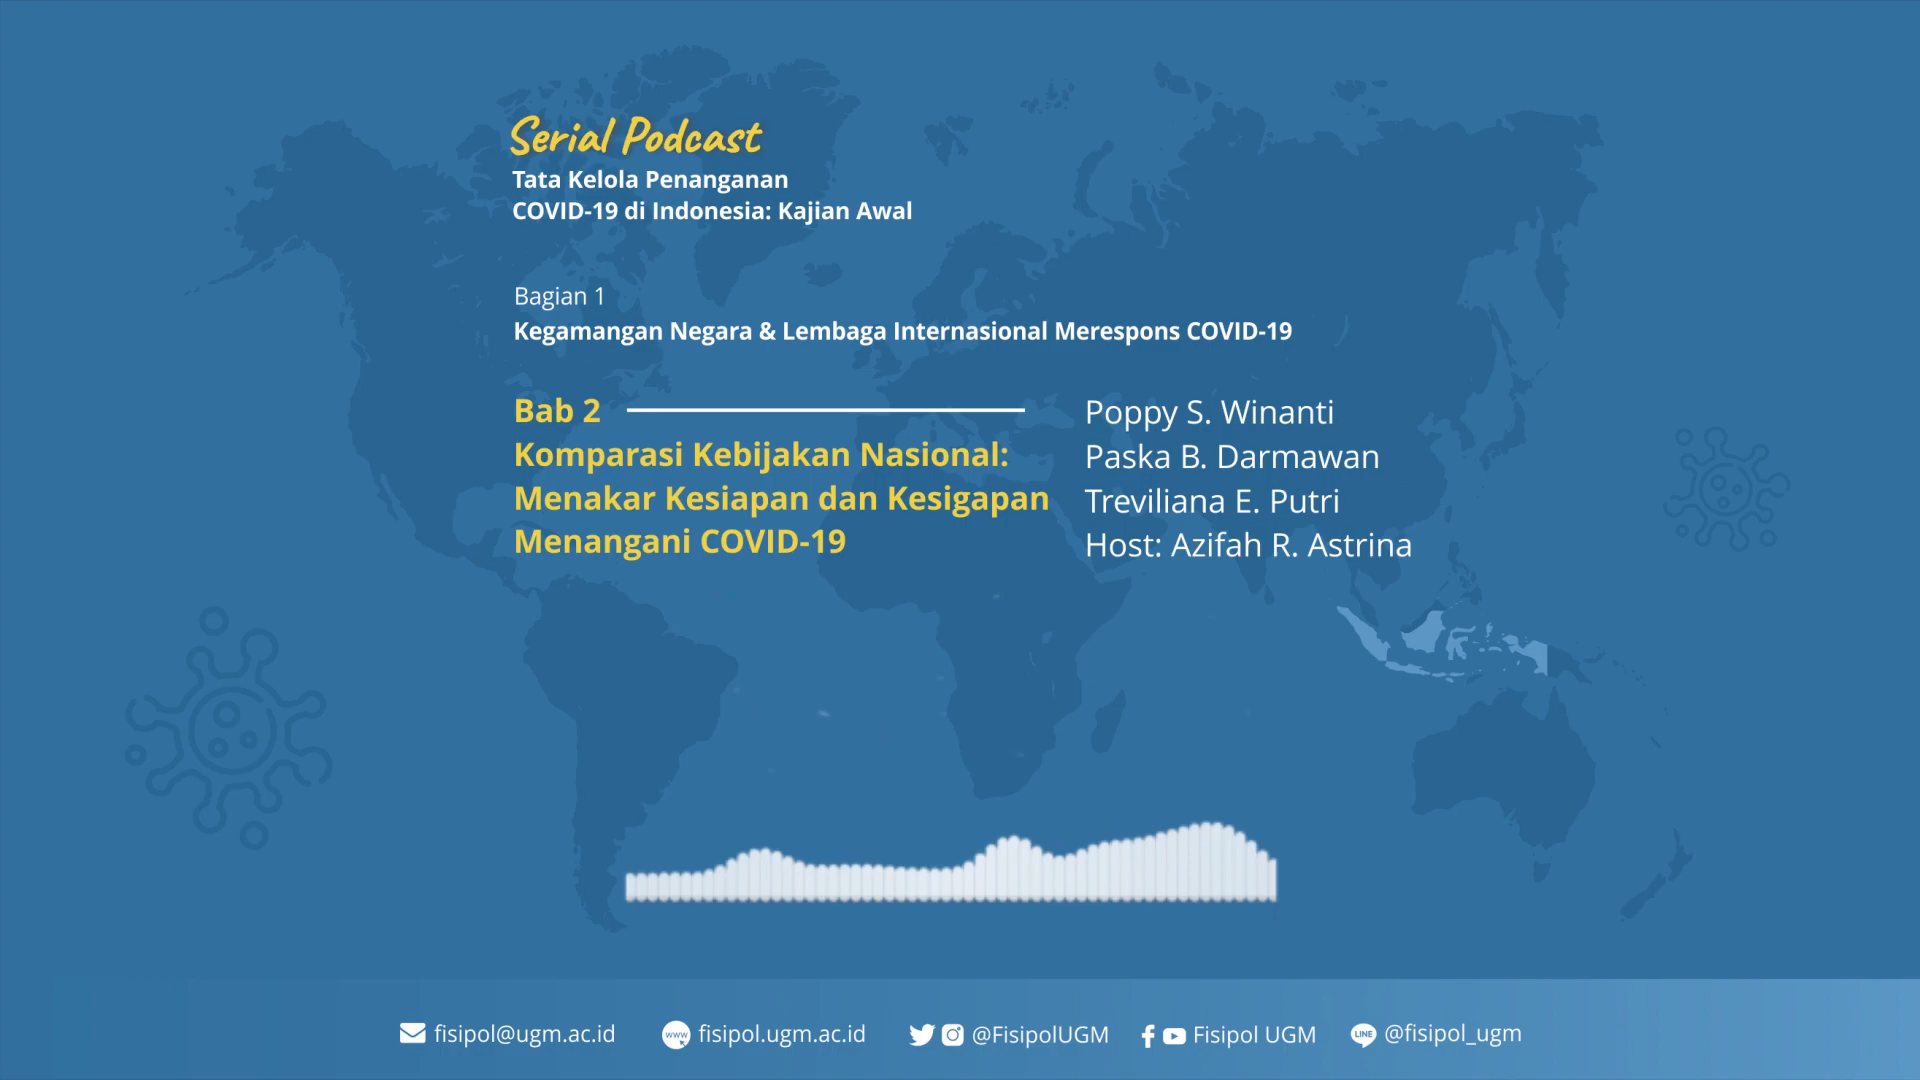 Serial Podcast
Tata Kelola Penanganan
COVID-19 di Indonesia: Kajian Awal
Bagian 1
Kegamangan Negara & Lembaga Internasional Merespons COVID-19
Bab 2
Komparasi Kebijakan Nasional:
Menakar Kesiapan dan Kesigapan
Menangani COVID-19
Poppy S. Winanti
Paska B. Darmawan
Treviliana E. Putri
Host: Azifah R. Astrina
fisipol@ugm.ac.id
www fisipol.ugm.ac.id
@FisipolUGM
Fisipol UGM
LINE @fisipol_ugm